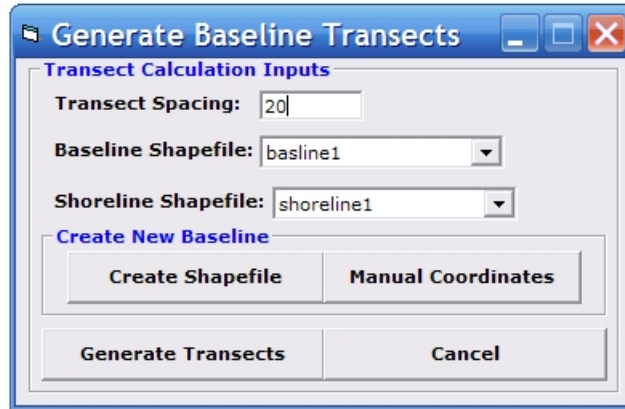 Generate Baseline Transects
Transect Calculation Inputs
Transect Spacing: 20
Baseline Shapefile: basline1
Shoreline Shapefile: shoreline1
Create New Baseline
Create Shapefile Manual Coordinates
Generate Transects Cancel